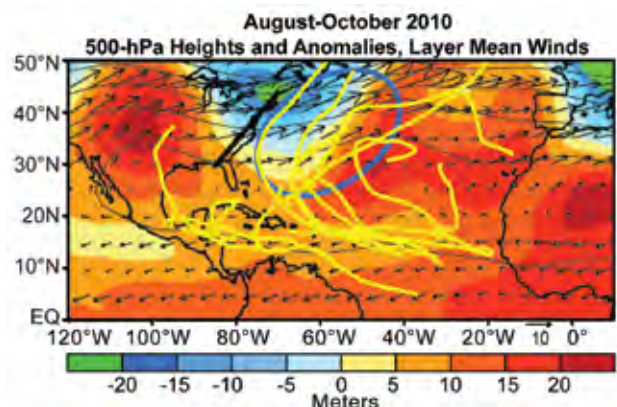 August-October 2010
500-hPa Heights and Anomalies, Layer Mean Winds
50°N
40°N
30°N
20°N
10°N
EQ
120°W 100°W 80°W 60°W 40°W 20°W 10 0°
-20 -15 -10 -5 0 5 10 15 20
Meters